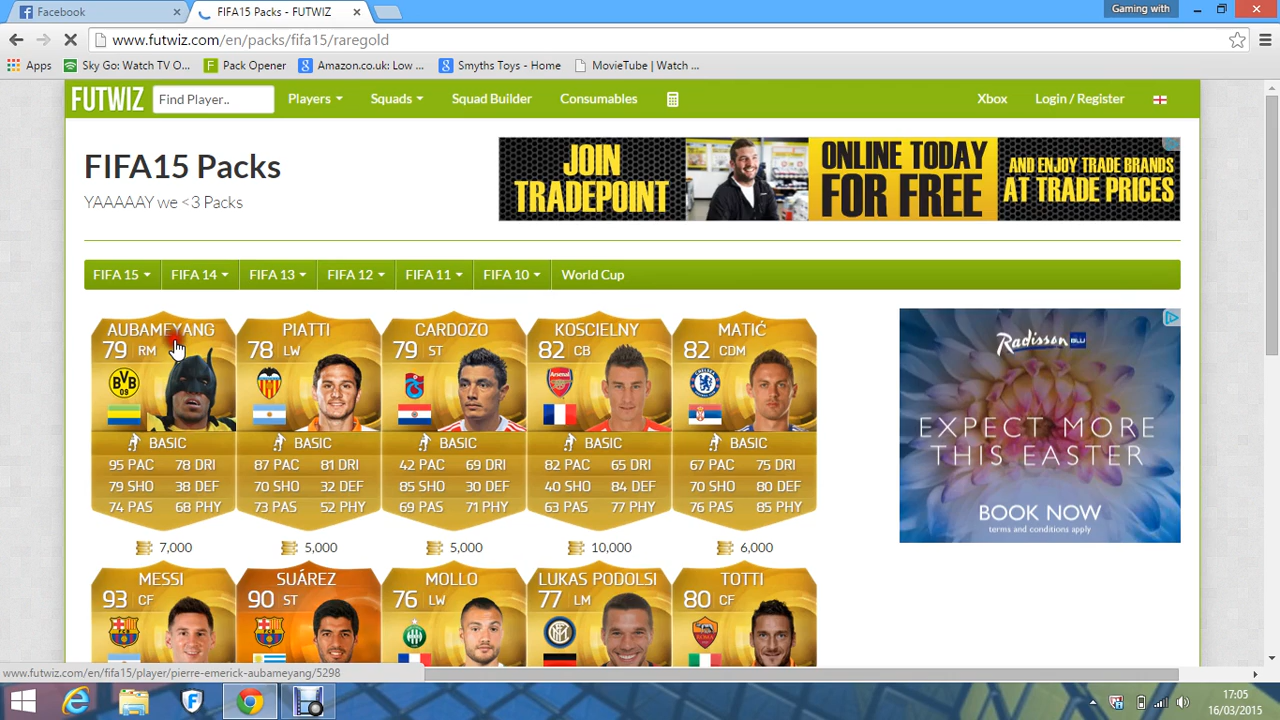 Facebook × FIFA15 Packs - FUTWIZ × Gaming with
www.futwiz.com/en/packs/fifa15/raregold
Apps Sky Go: Watch TV O... Pack Opener Amazon.co.uk: Low ... Smyths Toys - Home MovieTube | Watch ...
FUTWIZ Find Player.. Players Squads Squad Builder Consumables Xbox Login / Register
FIFA15 Packs
YAAAAAY we <3 Packs
JOIN TRADEPOINT
ONLINE TODAY FOR FREE
AND ENJOY TRADE BRANDS AT TRADE PRICES
FIFA 15 FIFA 14 FIFA 13 FIFA 12 FIFA 11 FIFA 10 World Cup
AUBAMEYANG PIATTI CARDOZO KOSCIELNY MATIĆ
79 RM 78 LW 79 ST 82 CB 82 CDM
BVB 09
Arsenal
BASIC BASIC BASIC BASIC BASIC
95 PAC 78 DRI 87 PAC 81 DRI 42 PAC 69 DRI 82 PAC 65 DRI 67 PAC 75 DRI
79 SHO 38 DEF 70 SHO 32 DEF 85 SHO 30 DEF 40 SHO 84 DEF 70 SHO 80 DEF
74 PAS 68 PHY 73 PAS 52 PHY 69 PAS 71 PHY 63 PAS 77 PHY 76 PAS 85 PHY
7,000 5,000 5,000 10,000 6,000
MESSI SUÁREZ MOLLO LUKAS PODOLSI TOTTI
93 CF 90 ST 76 LW 77 LM 80 CF
Radisson BLU
EXPECT MORE
THIS EASTER
BOOK NOW
terms and conditions apply
www.futwiz.com/en/fifa15/player/pierre-emerick-aubameyang/5298
17:05
16/03/2015